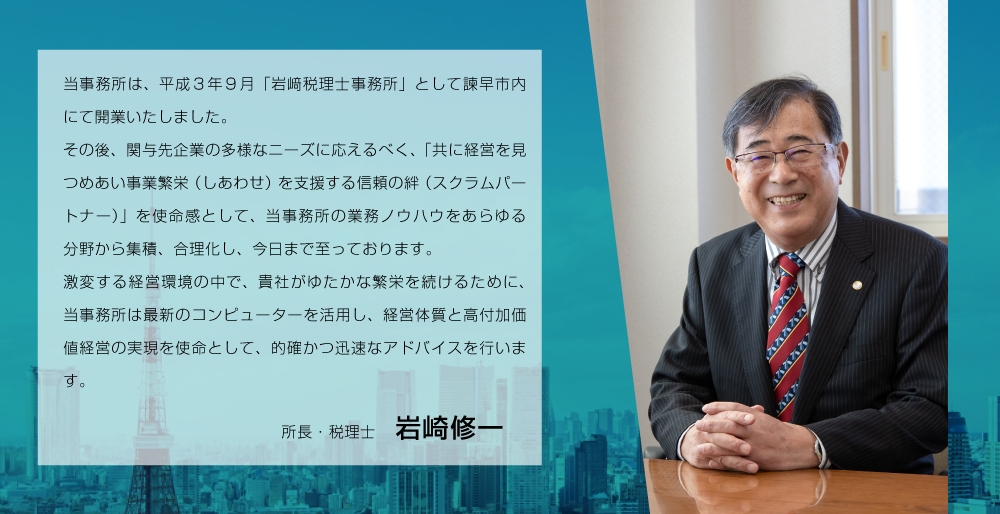 当事務所は、平成３年９月「岩﨑税理士事務所」として諫早市内
にて開業いたしました。
その後、関与先企業の多様なニーズに応えるべく、「共に経営を見
つめあい事業繁栄（しあわせ）を支援する信頼の絆（スクラムパー
トナー）」を使命感として、当事務所の業務ノウハウをあらゆる
分野から集積、合理化し、今日まで至っております。
激変する経営環境の中で、貴社がゆたかな繁栄を続けるために、
当事務所は最新のコンピューターを活用し、経営体質と高付加価
値経営の実現を使命として、的確かつ迅速なアドバイスを行いま
す。
所長・税理士　岩崎修一